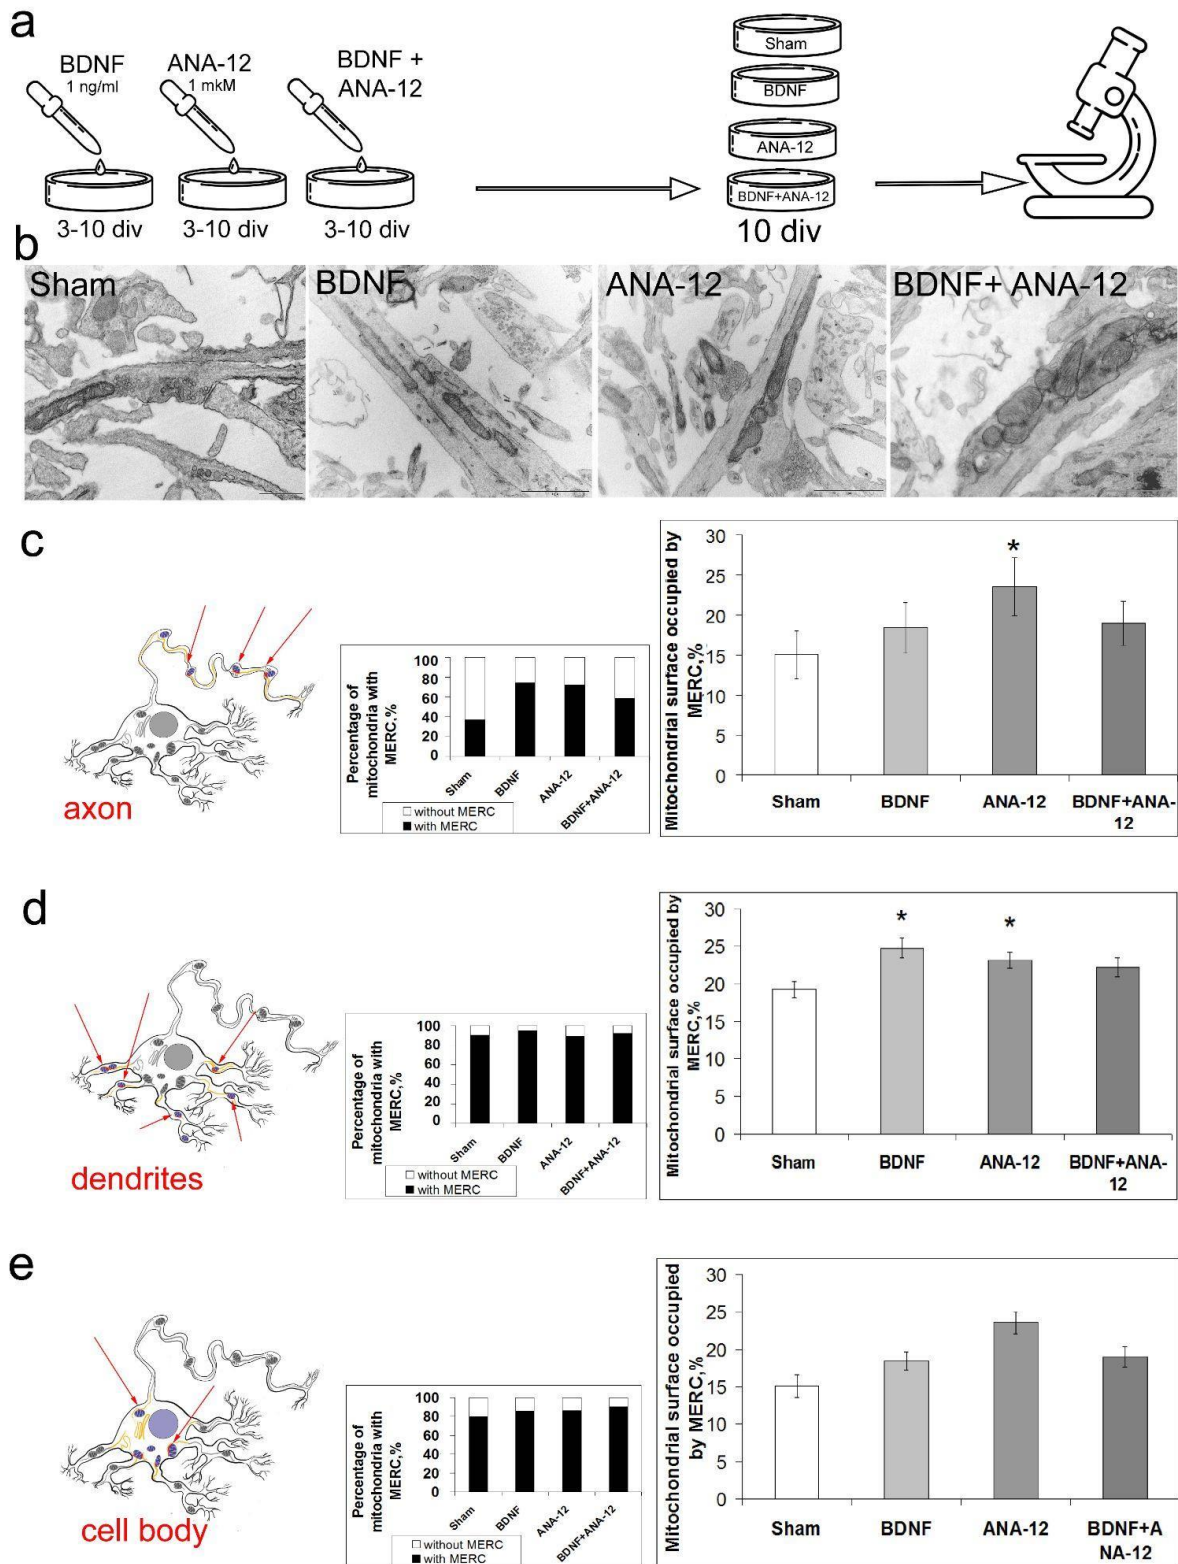 a
BDNF
1 ng/ml
ANA-12
1 mkM
BDNF +
ANA-12
3-10 div
3-10 div
3-10 div
Sham
BDNF
ANA-12
BDNF+ANA-12
10 div
b
Sham
BDNF
ANA-12
BDNF+ ANA-12
c
axon
Percentage of
mitochondria with
MERC.%
100
80
60
40
20
0
Sham
BDNF
ANA-12
BDNF+ANA-12
without MERC
with MERC
Mitochondrial surface occupied by
MERC,%
30
25
20
15
10
5
0
Sham
BDNF
ANA-12
BDNF+ANA-
12
*
d
dendrites
Percentage of
mitochondria with
MERC,%
100
80
60
40
20
0
Sham
BDNF
ANA-12
BDNF+ANA-12
without MERC
with MERC
Mitochondrial surface occupied by
MERC,%
30
25
20
15
10
5
0
Sham
BDNF
ANA-12
BDNF+ANA-
12
*
*
e
cell body
Percentage of
mitochondria with
MERC,%
100
80
60
40
20
0
Sham
BDNF
ANA-12
BDNF+ANA-12
without MERC
with MERC
Mitochondrial surface occupied
by MERC,%
30
25
20
15
10
5
0
Sham
BDNF
ANA-12
BDNF+A
NA-12